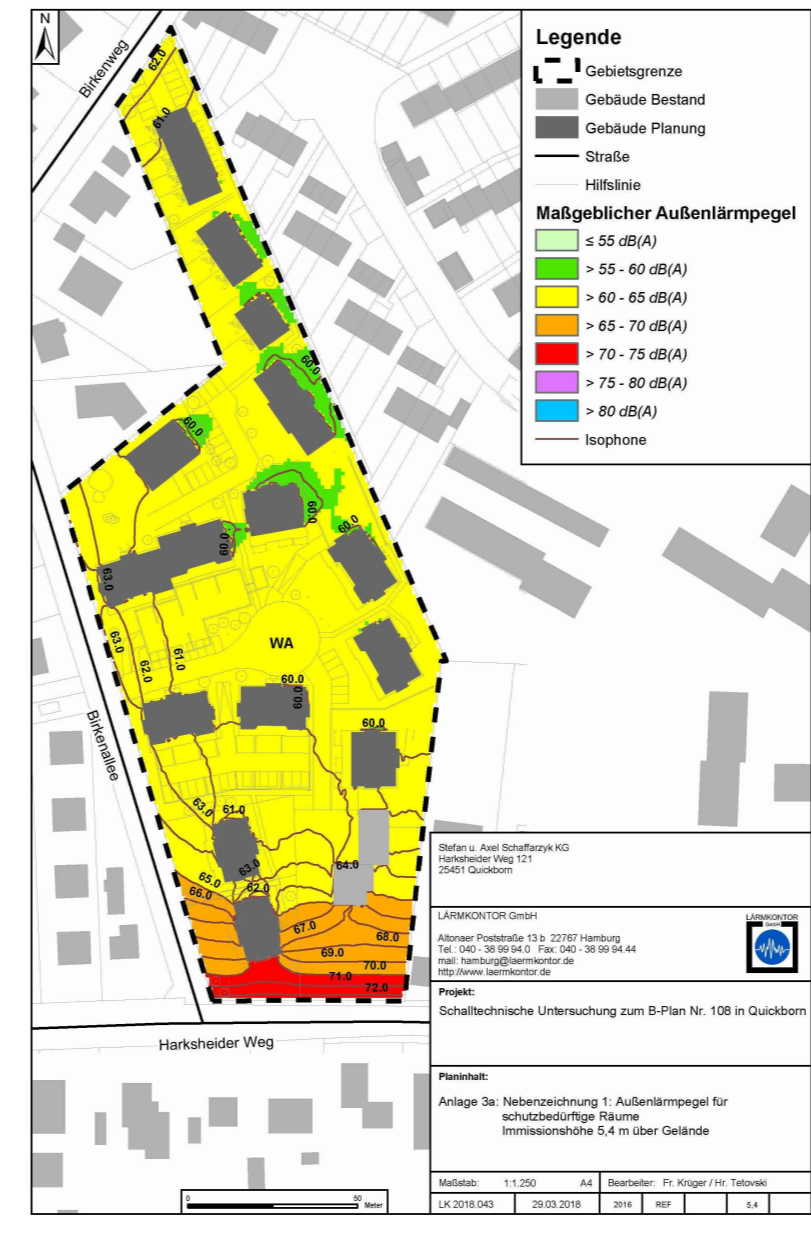 N
Birkenweg
62.0
61.0
60.0
60.0
60.0
60.0
60.0
63.0
63.0
62.0
61.0
WA
60.0
60.0
60.0
Birkenallee
63.0
61.0
63.0
64.0
65.0
62.0
66.0
67.0
68.0
69.0
70.0
71.0
72.0
Harksheider Weg
0 50 Meter
Legende
Gebietsgrenze
Gebäude Bestand
Gebäude Planung
Straße
Hilfslinie
Maßgeblicher Außenlärmpegel
≤ 55 dB(A)
> 55 - 60 dB(A)
> 60 - 65 dB(A)
> 65 - 70 dB(A)
> 70 - 75 dB(A)
> 75 - 80 dB(A)
> 80 dB(A)
Isophone
Stefan u. Axel Schaffarzyk KG
Harksheider Weg 121
25451 Quickborn
LÄRMKONTOR GmbH
Altonaer Poststraße 13 b 22767 Hamburg
Tel.: 040 - 38 99 94.0 Fax: 040 - 38 99 94.44
mail: hamburg@laermkontor.de
http://www.laermkontor.de
LÄRMKONTOR
GmbH
Projekt:
Schalltechnische Untersuchung zum B-Plan Nr. 108 in Quickborn
Planinhalt:
Anlage 3a: Nebenzeichnung 1: Außenlärmpegel für
schutzbedürftige Räume
Immissionshöhe 5,4 m über Gelände
Maßstab: 1:1.250 A4 Bearbeiter: Fr. Krüger / Hr. Tetovski
LK 2018.043 29.03.2018 2016 REF 5,4